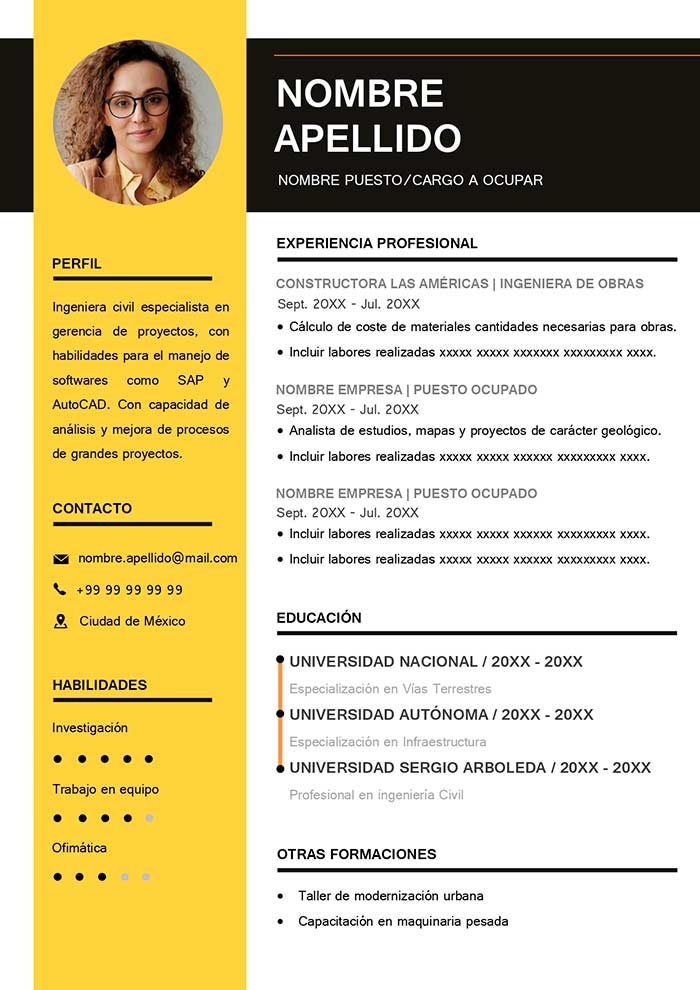 NOMBRE
APELLIDO
NOMBRE PUESTO/CARGO A OCUPAR
PERFIL
Ingeniera civil especialista en
gerencia de proyectos, con
habilidades para el manejo de
softwares como SAP y
AutoCAD. Con capacidad de
análisis y mejora de procesos
de grandes proyectos.
CONTACTO
nombre.apellido@mail.com
+99 99 99 99 99
Ciudad de México
HABILIDADES
Investigación
Trabajo en equipo
Ofimática
EXPERIENCIA PROFESIONAL
CONSTRUCTORA LAS AMÉRICAS | INGENIERA DE OBRAS
Sept. 20XX - Jul. 20XX
• Cálculo de coste de materiales cantidades necesarias para obras.
• Incluir labores realizadas xxxxx xxxxx xxxxxxx xxxxxxxxx xxxx.
NOMBRE EMPRESA | PUESTO OCUPADO
Sept. 20XX - Jul. 20XX
• Analista de estudios, mapas y proyectos de carácter geológico.
• Incluir labores realizadas xxxxx xxxxx xxxxxx xxxxxxxxx xxxx.
NOMBRE EMPRESA | PUESTO OCUPADO
Sept. 20XX - Jul. 20XX
• Incluir labores realizadas xxxxx xxxxx xxxxxx xxxxxxxxx xxxx.
• Incluir labores realizadas xxxxx xxxxx xxxxxx xxxxxxxxx xxxx.
EDUCACIÓN
UNIVERSIDAD NACIONAL / 20XX - 20XX
Especialización en Vías Terrestres
UNIVERSIDAD AUTÓNOMA / 20XX - 20XX
Especialización en Infraestructura
UNIVERSIDAD SERGIO ARBOLEDA / 20XX - 20XX
Profesional en ingeniería Civil
OTRAS FORMACIONES
• Taller de modernización urbana
• Capacitación en maquinaria pesada